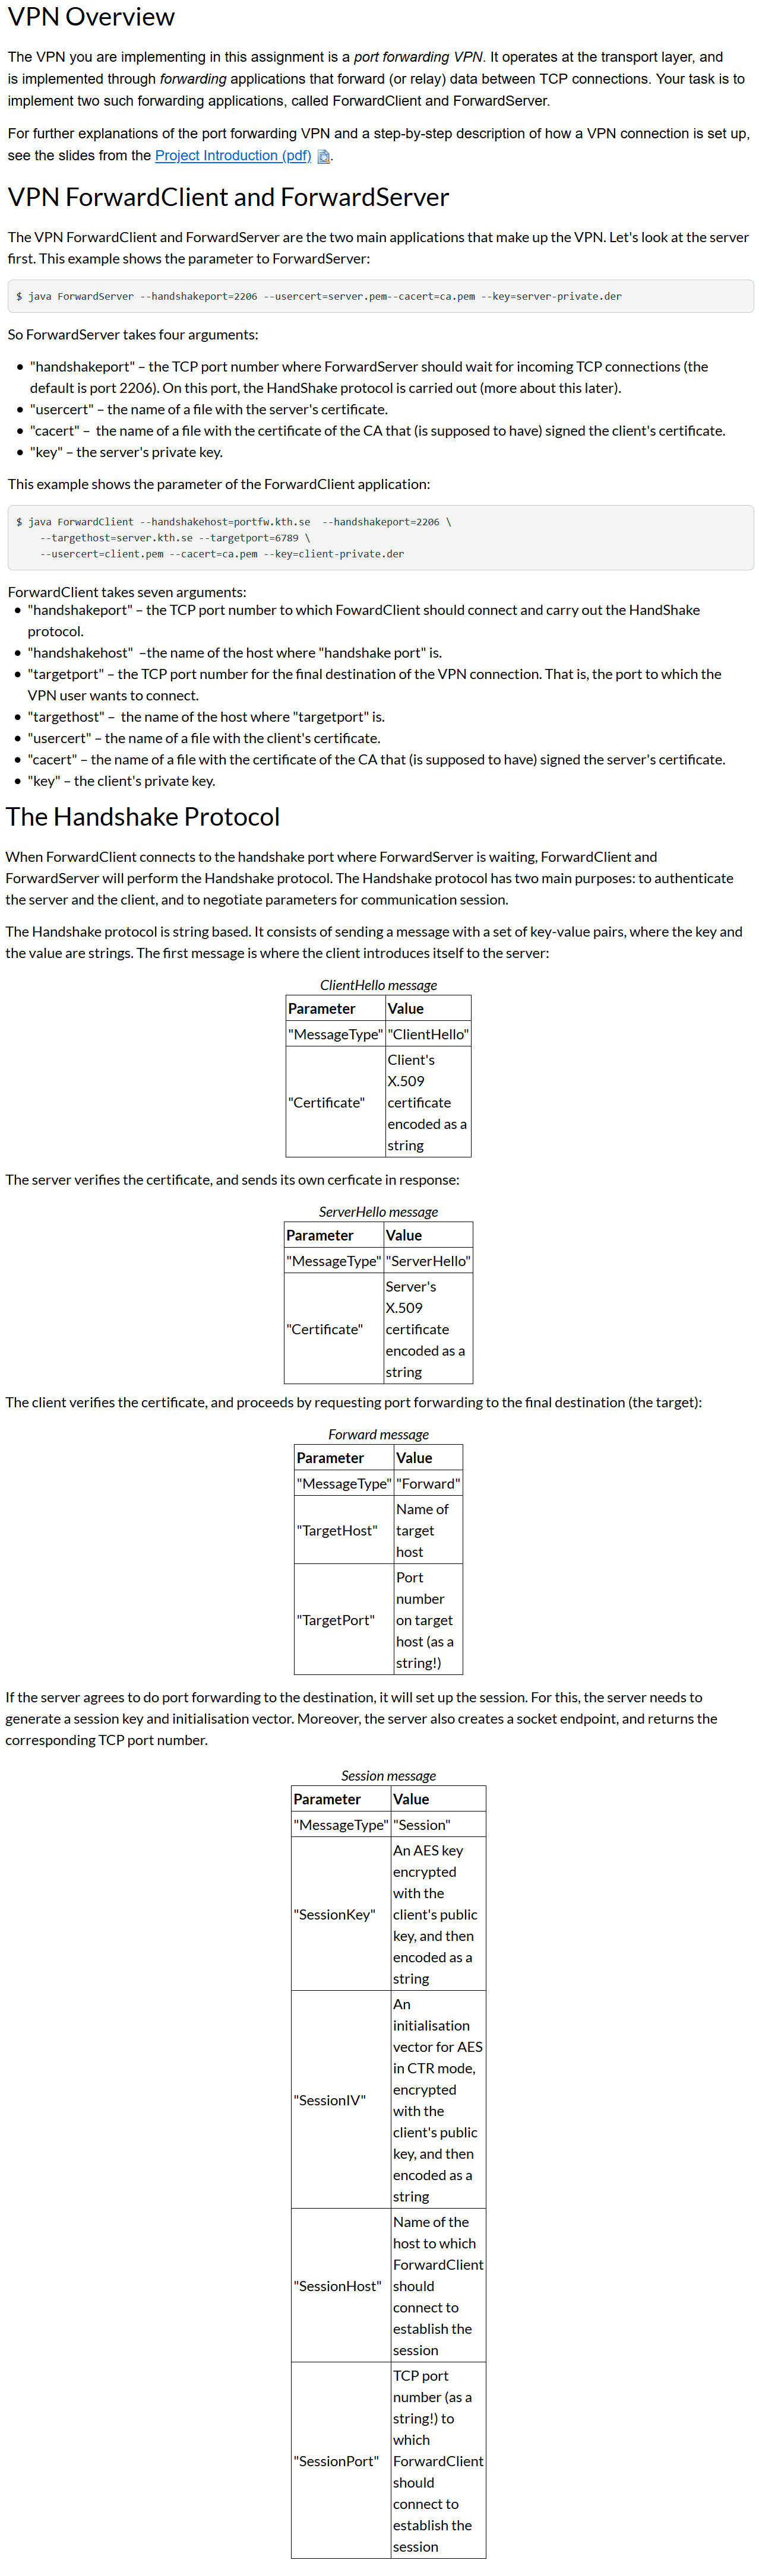 VPN Overview
The VPN you are implementing in this assignment is a port forwarding VPN. It operates at the transport layer, and
is implemented through forwarding applications that forward (or relay) data between TCP connections. Your task is to
implement two such forwarding applications, called ForwardClient and ForwardServer.
For further explanations of the port forwarding VPN and a step-by-step description of how a VPN connection is set up,
see the slides from the Project Introduction (pdf) .
VPN ForwardClient and ForwardServer
The VPN ForwardClient and ForwardServer are the two main applications that make up the VPN. Let's look at the server
first. This example shows the parameter to ForwardServer:
$ java ForwardServer --handshakeport=2206 --usercert=server.pem--cacert=ca.pem --key=server-private.der
So ForwardServer takes four arguments:
• "handshakeport" – the TCP port number where ForwardServer should wait for incoming TCP connections (the
default is port 2206). On this port, the HandShake protocol is carried out (more about this later).
• "usercert" – the name of a file with the server's certificate.
• "cacert" – the name of a file with the certificate of the CA that (is supposed to have) signed the client's certificate.
• "key" – the server's private key.
This example shows the parameter of the ForwardClient application:
$ java ForwardClient --handshakehost=portfw.kth.se  --handshakeport=2206 \
--targethost=server.kth.se --targetport=6789 \
--usercert=client.pem --cacert=ca.pem --key=client-private.der
ForwardClient takes seven arguments:
• "handshakeport" – the TCP port number to which FowardClient should connect and carry out the HandShake
protocol.
• "handshakehost" –the name of the host where "handshake port" is.
• "targetport" – the TCP port number for the final destination of the VPN connection. That is, the port to which the
VPN user wants to connect.
• "targethost" – the name of the host where "targetport" is.
• "usercert" – the name of a file with the client's certificate.
• "cacert" – the name of a file with the certificate of the CA that (is supposed to have) signed the server's certificate.
• "key" – the client's private key.
The Handshake Protocol
When ForwardClient connects to the handshake port where ForwardServer is waiting, ForwardClient and
ForwardServer will perform the Handshake protocol. The Handshake protocol has two main purposes: to authenticate
the server and the client, and to negotiate parameters for communication session.
The Handshake protocol is string based. It consists of sending a message with a set of key-value pairs, where the key and
the value are strings. The first message is where the client introduces itself to the server:
ClientHello message
Parameter Value
"MessageType" "ClientHello"
"Certificate"
Client's
X.509
certificate
encoded as a
string
The server verifies the certificate, and sends its own cerficate in response:
ServerHello message
Parameter Value
"MessageType" "ServerHello"
"Certificate"
Server's
X.509
certificate
encoded as a
string
The client verifies the certificate, and proceeds by requesting port forwarding to the final destination (the target):
Forward message
Parameter Value
"MessageType" "Forward"
"TargetHost"
Name of
target
host
"TargetPort"
Port
number
on target
host (as a
string!)
If the server agrees to do port forwarding to the destination, it will set up the session. For this, the server needs to
generate a session key and initialisation vector. Moreover, the server also creates a socket endpoint, and returns the
corresponding TCP port number.
Session message
Parameter Value
"MessageType" "Session"
"SessionKey"
An AES key
encrypted
with the
client's public
key, and then
encoded as a
string
"SessionIV"
An
initialisation
vector for AES
in CTR mode,
encrypted
with the
client's public
key, and then
encoded as a
string
"SessionHost"
Name of the
host to which
ForwardClient
should
connect to
establish the
session
"SessionPort"
TCP port
number (as a
string!) to
which
ForwardClient
should
connect to
establish the
session